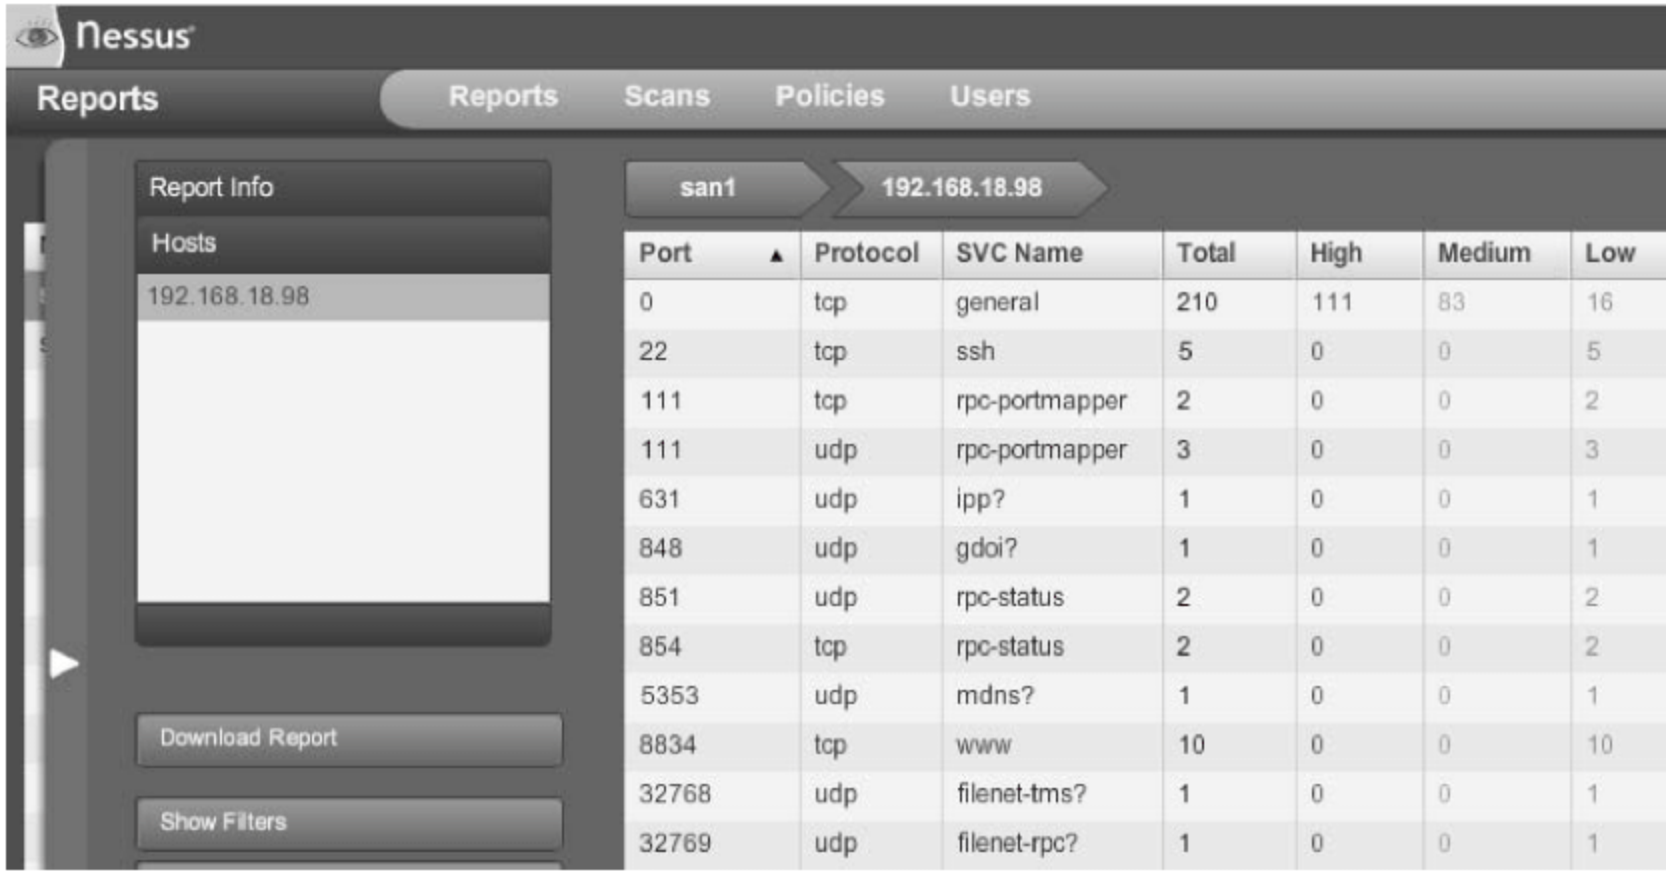 nessus
Reports Reports Scans Policies Users
Report Info
Hosts
192.168.18.98
Download Report
Show Filters
san1 192.168.18.98
Port ▲ Protocol SVC Name Total High Medium Low
0 tcp general 210 111 83 16
22 tcp ssh 5 0 0 5
111 tcp rpc-portmapper 2 0 0 2
111 udp rpc-portmapper 3 0 0 3
631 udp ipp? 1 0 0 1
848 udp gdoi? 1 0 0 1
851 udp rpc-status 2 0 0 2
854 tcp rpc-status 2 0 0 2
5353 udp mdns? 1 0 0 1
8834 tcp www 10 0 0 10
32768 udp filenet-tms? 1 0 0 1
32769 udp filenet-rpc? 1 0 0 1